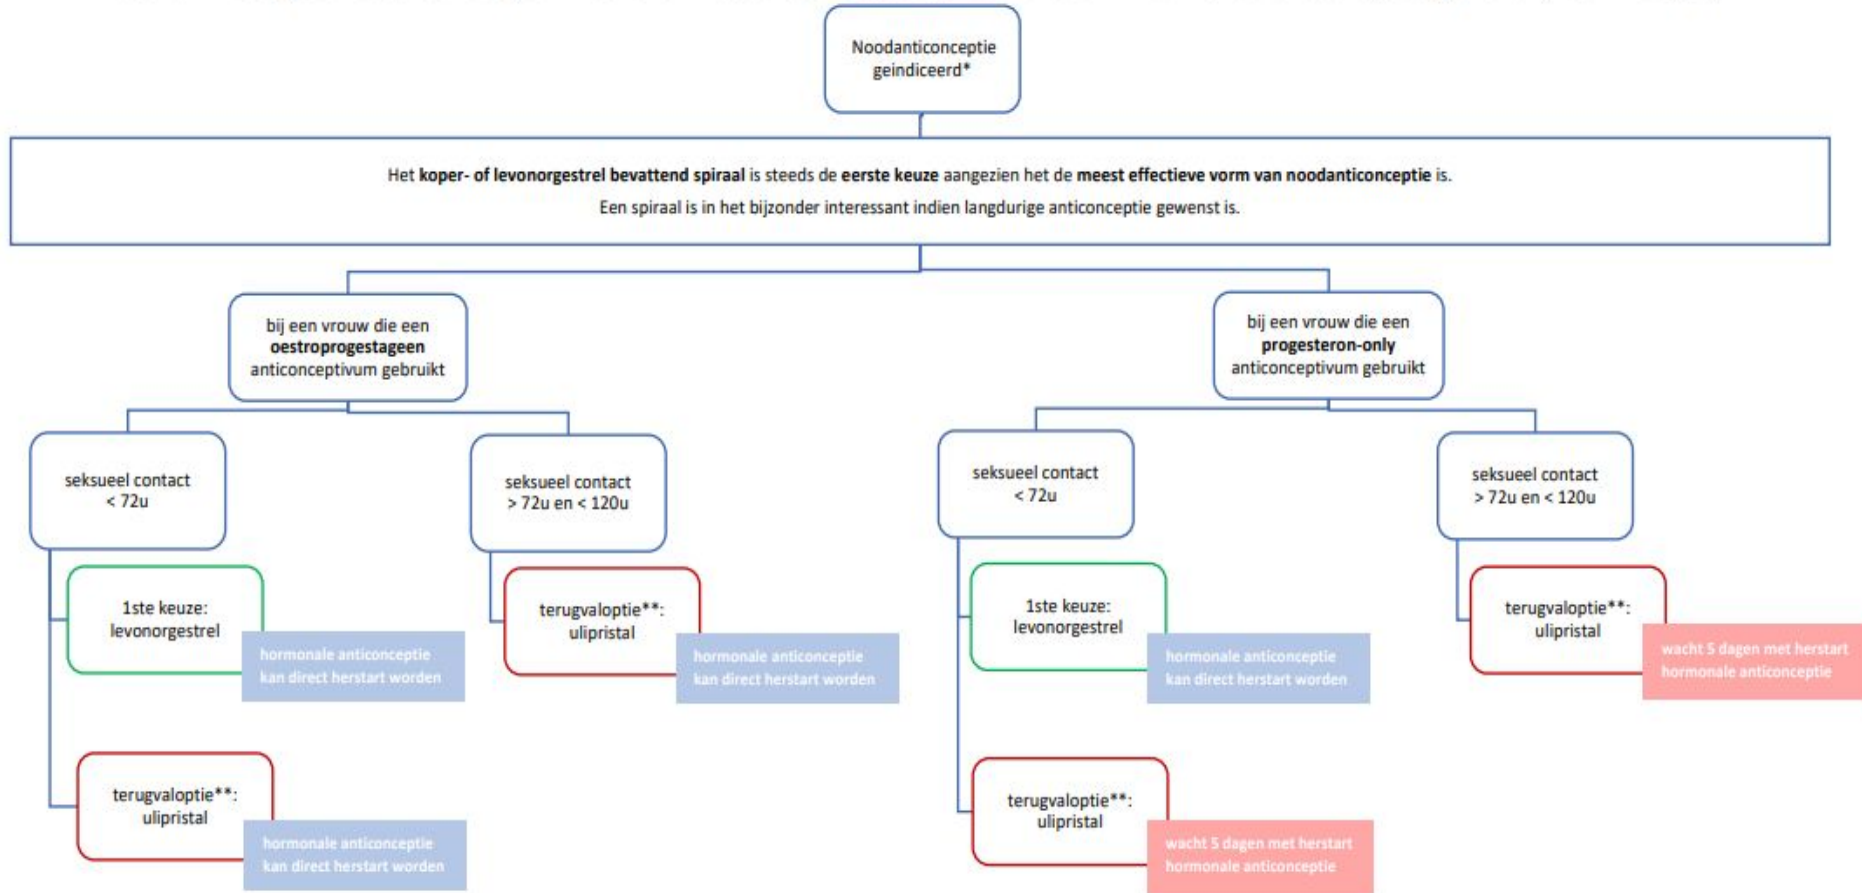 Noodanticonceptie
geindiceerd*
Het koper- of levonorgestrel bevattend spiraal is steeds de eerste keuze aangezien het de meest effectieve vorm van noodanticonceptie is.
Een spiraal is in het bijzonder interessant indien langdurige anticonceptie gewenst is.
bij een vrouw die een
oestroprogestageen
anticonceptivum gebruikt
seksueel contact
< 72u
1ste keuze:
levonorgestrel
hormonale anticonceptie
kan direct herstart worden
terugvaloptie**:
ulipristal
hormonale anticonceptie
kan direct herstart worden
seksueel contact
> 72u en < 120u
terugvaloptie**:
ulipristal
hormonale anticonceptie
kan direct herstart worden
bij een vrouw die een
progesteron-only
anticonceptivum gebruikt
seksueel contact
< 72u
1ste keuze:
levonorgestrel
hormonale anticonceptie
kan direct herstart worden
terugvaloptie**:
ulipristal
wacht 5 dagen met herstart
hormonale anticonceptie
seksueel contact
> 72u en < 120u
terugvaloptie**:
ulipristal
wacht 5 dagen met herstart
hormonale anticonceptie